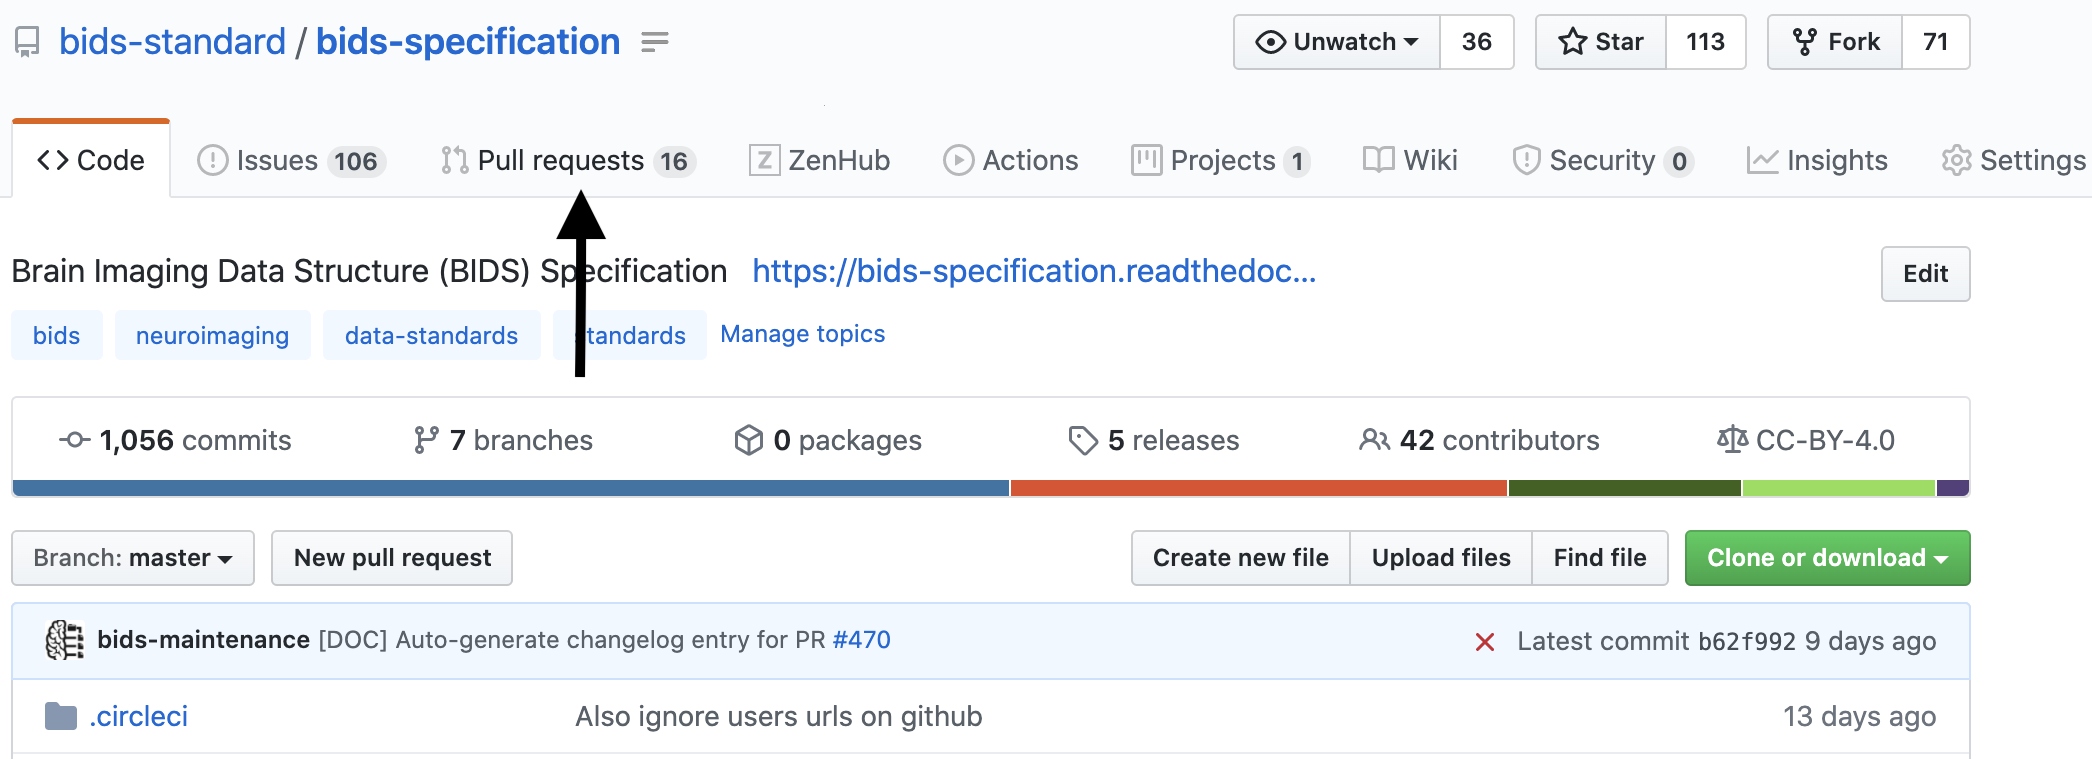 bids-standard / bids-specification Unwatch 36 Star 113 Fork 71
Code Issues 106 Pull requests 16 ZenHub Actions Projects 1 Wiki Security 0 Insights Settings
Brain Imaging Data Structure (BIDS) Specification https://bids-specification.readthedoc... Edit
bids neuroimaging data-standards standards Manage topics
1,056 commits 7 branches 0 packages 5 releases 42 contributors CC-BY-4.0
Branch: master New pull request Create new file Upload files Find file Clone or download
bids-maintenance [DOC] Auto-generate changelog entry for PR #470 Latest commit b62f992 9 days ago
.circleci Also ignore users urls on github 13 days ago